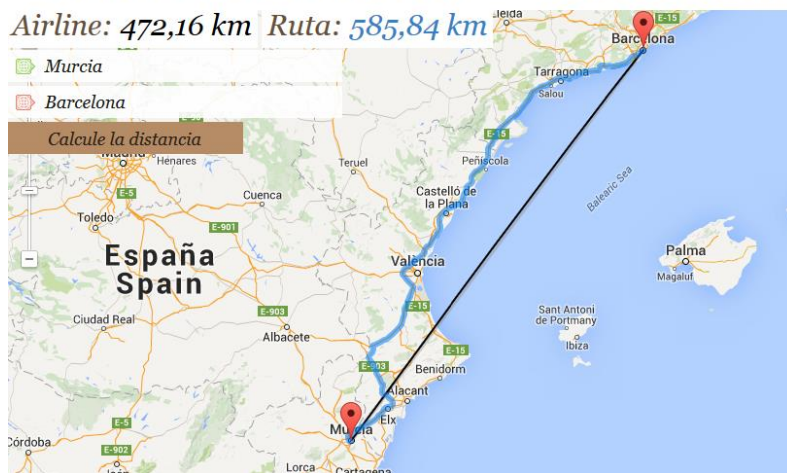 Airline: 472,16 km Ruta: 585,84 km
Murcia
Barcelona
Calcule la distancia
Lleida
E-15
Barcelona
Tarragona
Salou
E-15
Peñíscola
Henares
Teruel
E-5
Cuenca
Castelló de
la Plana
Balearic Sea
Toledo
E-901
España
Spain
València
Palma
Magaluf
E-15
Sant Antoni
de Portmany
Ibiza
Ciudad Real
E-903
Albacete
E-15
E-903
Benidorm
Alacant
Elx
Murcia
E-5
Córdoba
E-902
Lorca
Cartagena